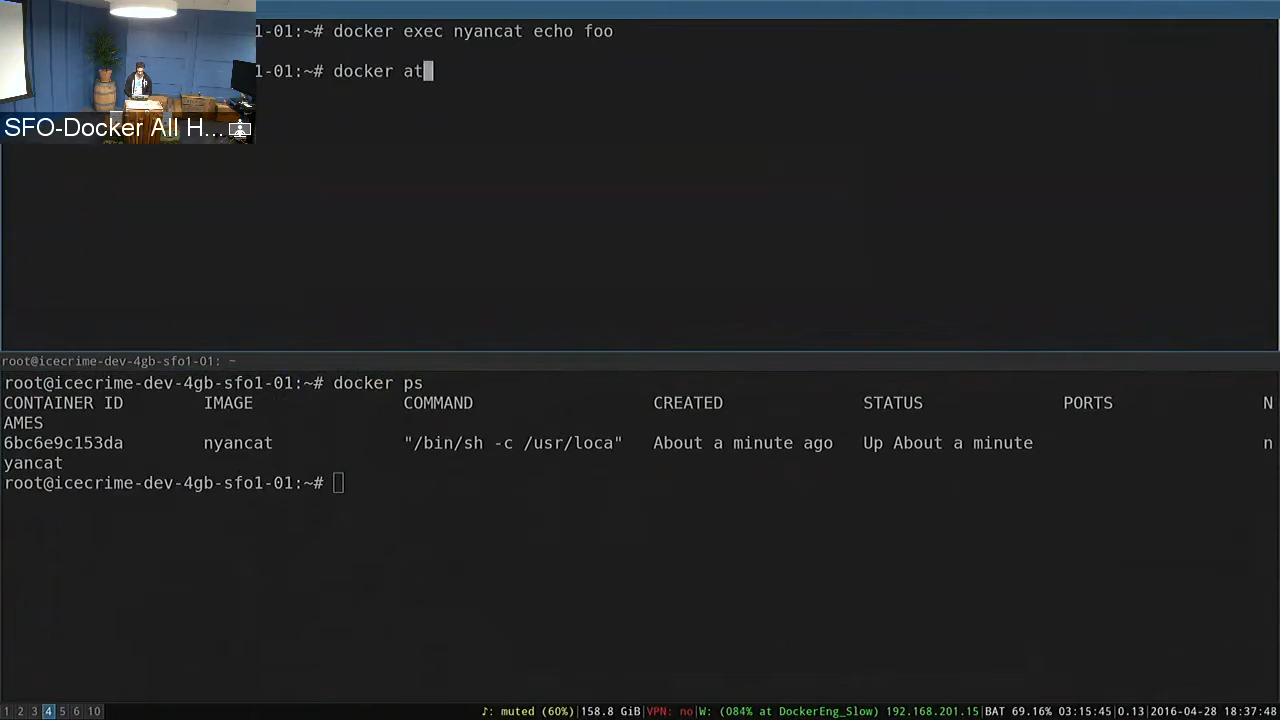 1-01:~# docker exec nyancat echo foo
1-01:~# docker at
SFO-Docker All H...
root@icecrime-dev-4gb-sfo1-01: ~
root@icecrime-dev-4gb-sfo1-01:~# docker ps
CONTAINER ID IMAGE COMMAND CREATED STATUS PORTS N
AMES
6bc6e9c153da nyancat "/bin/sh -c /usr/loca" About a minute ago Up About a minute n
yancat
root@icecrime-dev-4gb-sfo1-01:~#
1 2 3 4 5 6 10 ♪: muted (60%)|158.8 GiB|VPN: no|W: (084% at DockerEng_Slow) 192.168.201.15|BAT 69.16% 03:15:45|0.13|2016-04-28 18:37:48